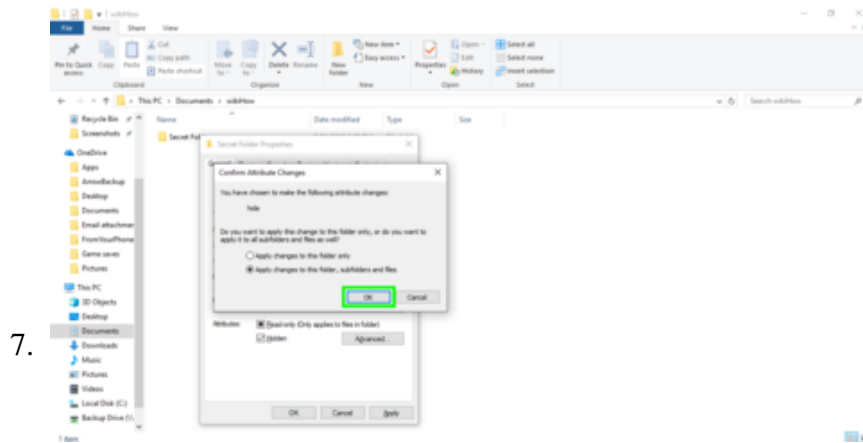 wikiHow
File Home Share View
Pin to Quick access
Copy
Paste
Cut
Copy path
Paste shortcut
Clipboard
Move to
Copy to
Delete
Rename
Organize
New folder
New item
Easy access
New
Properties
Open
Edit
History
Open
Select all
Select none
Invert selection
Select
This PC > Documents > wikiHow
Search wikiHow
Name Date modified Type Size
Recycle Bin
Screenshots
OneDrive
Apps
ArrowBackup
Desktop
Documents
Email attachmen
FromYourPhone
Game saves
Pictures
This PC
3D Objects
Desktop
Documents
Downloads
Music
Pictures
Videos
Local Disk (C:)
Backup Drive (\\
1 item
Secret Fol
Secret Folder Properties
Confirm Attribute Changes
You have chosen to make the following attribute changes:
hide
Do you want to apply this change to this folder only, or do you want to
apply it to all subfolders and files as well?
Apply changes to this folder only
Apply changes to this folder, subfolders and files
OK Cancel
Attributes: Read-only (Only applies to files in folder)
Hidden Advanced...
OK Cancel Apply
7.